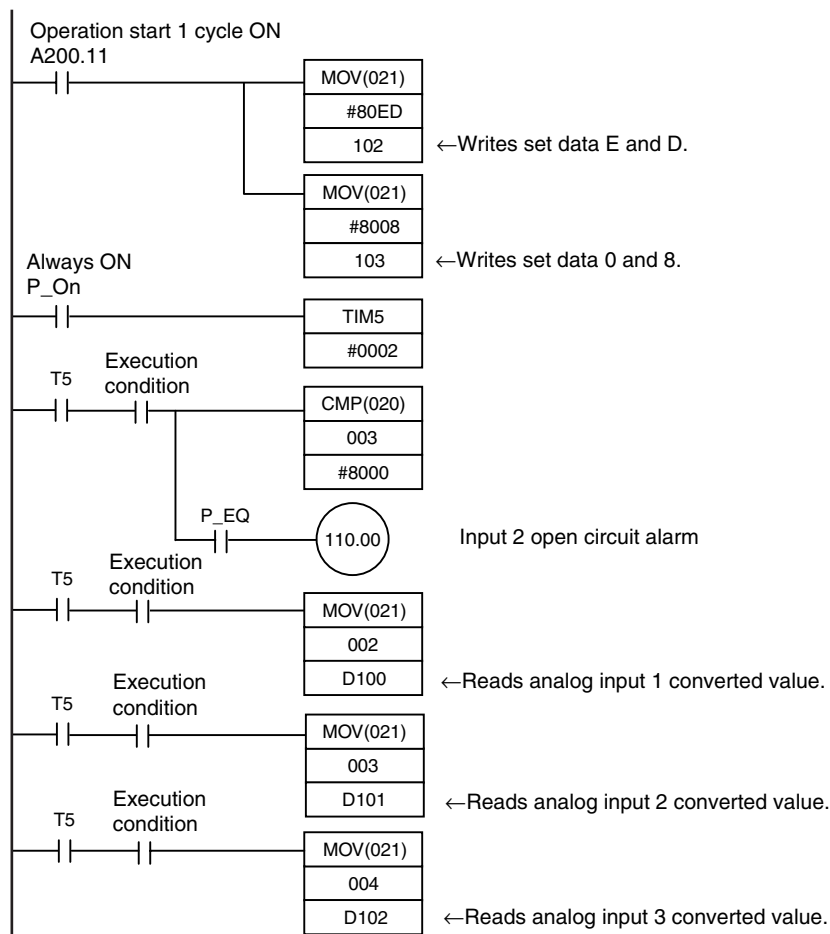 Operation start 1 cycle ON
A200.11
MOV(021)
#80ED
102
←Writes set data E and D.
MOV(021)
#8008
103
←Writes set data 0 and 8.
Always ON
P_On
TIM5
#0002
T5
Execution
condition
CMP(020)
003
#8000
P_EQ
110.00
Input 2 open circuit alarm
T5
Execution
condition
MOV(021)
002
D100
←Reads analog input 1 converted value.
T5
Execution
condition
MOV(021)
003
D101
←Reads analog input 2 converted value.
T5
Execution
condition
MOV(021)
004
D102
←Reads analog input 3 converted value.